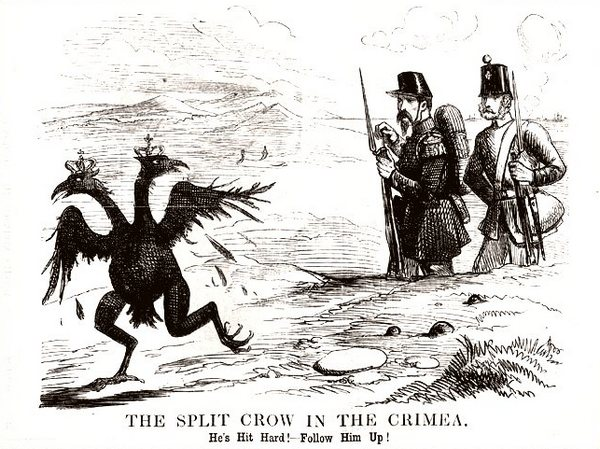 THE SPLIT CROW IN THE CRIMEA.
He's Hit Hard!—Follow Him Up!